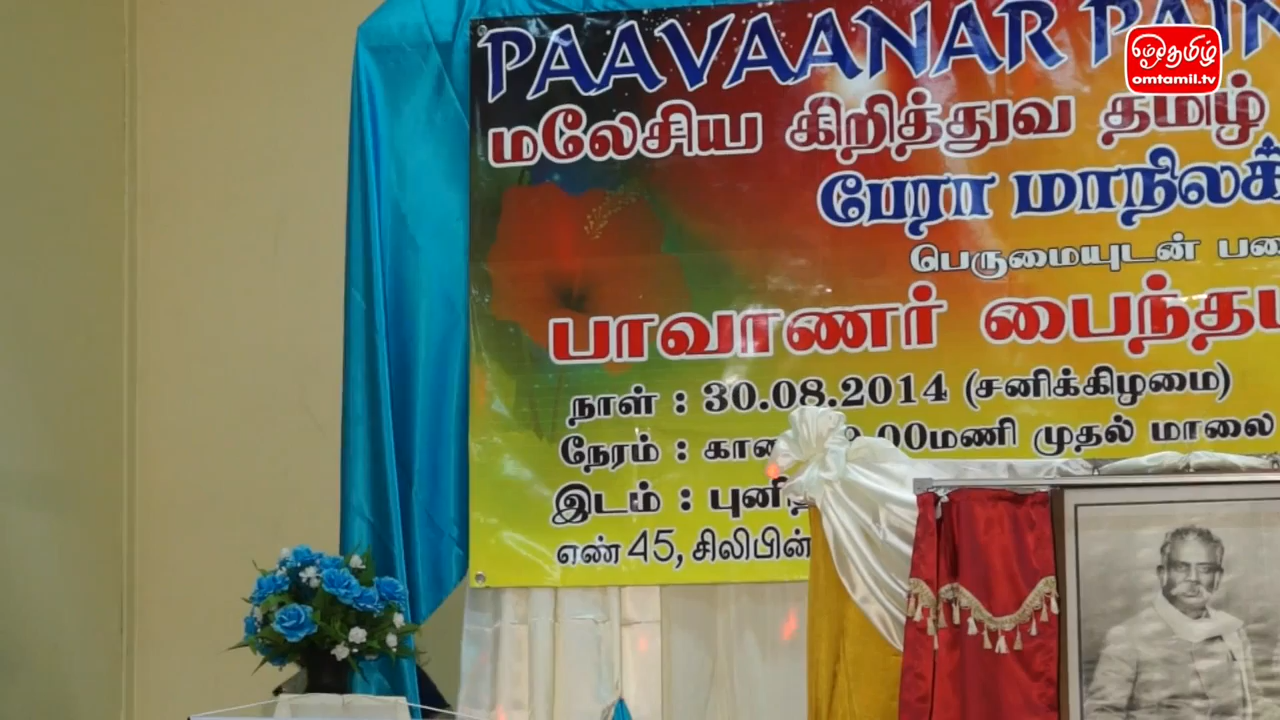 PAAVAANAR
ஓம்தமிழ்
omtamil.tv
மலேசிய கிறித்துவ தமிழ்
பேரா மாநிலக்
பெருமையுடன்
பாவாணர்
நாள் : 30.08.2014 (சனிக்கிழமை)
நேரம் : .00மணி முதல் மாலை
இடம் :
எண் 45,